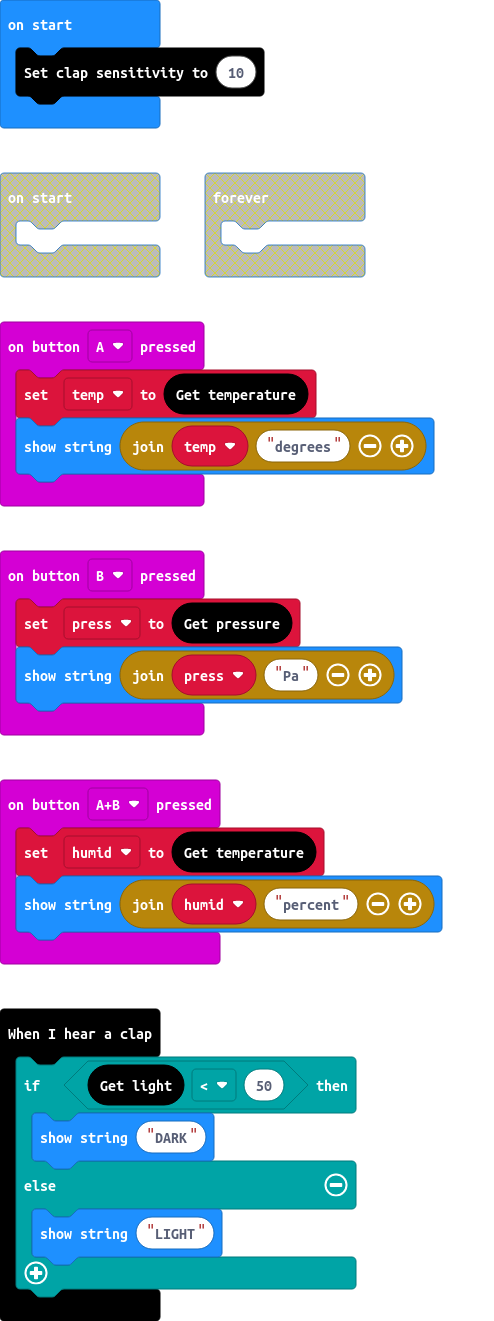 on start
Set clap sensitivity to 10
on start
forever
on button A pressed
set temp to Get temperature
show string join temp "degrees"
on button B pressed
set press to Get pressure
show string join press "Pa"
on button A+B pressed
set humid to Get temperature
show string join humid "percent"
When I hear a clap
if Get light < 50 then
show string "DARK"
else
show string "LIGHT"